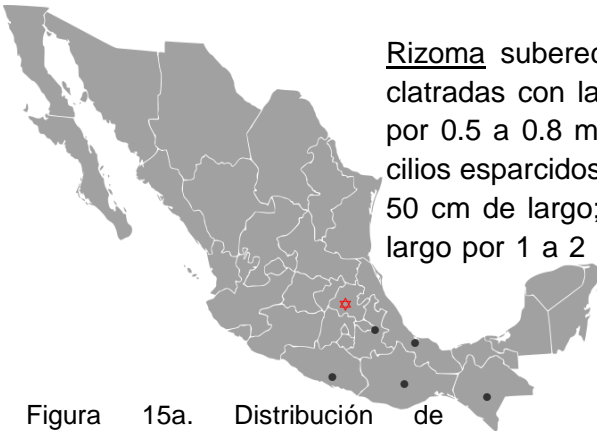 Rizoma suberec
clatradas con la
por 0.5 a 0.8 m
cilios esparcidos
50 cm de largo;
largo por 1 a 2
Figura 15a. Distribución de